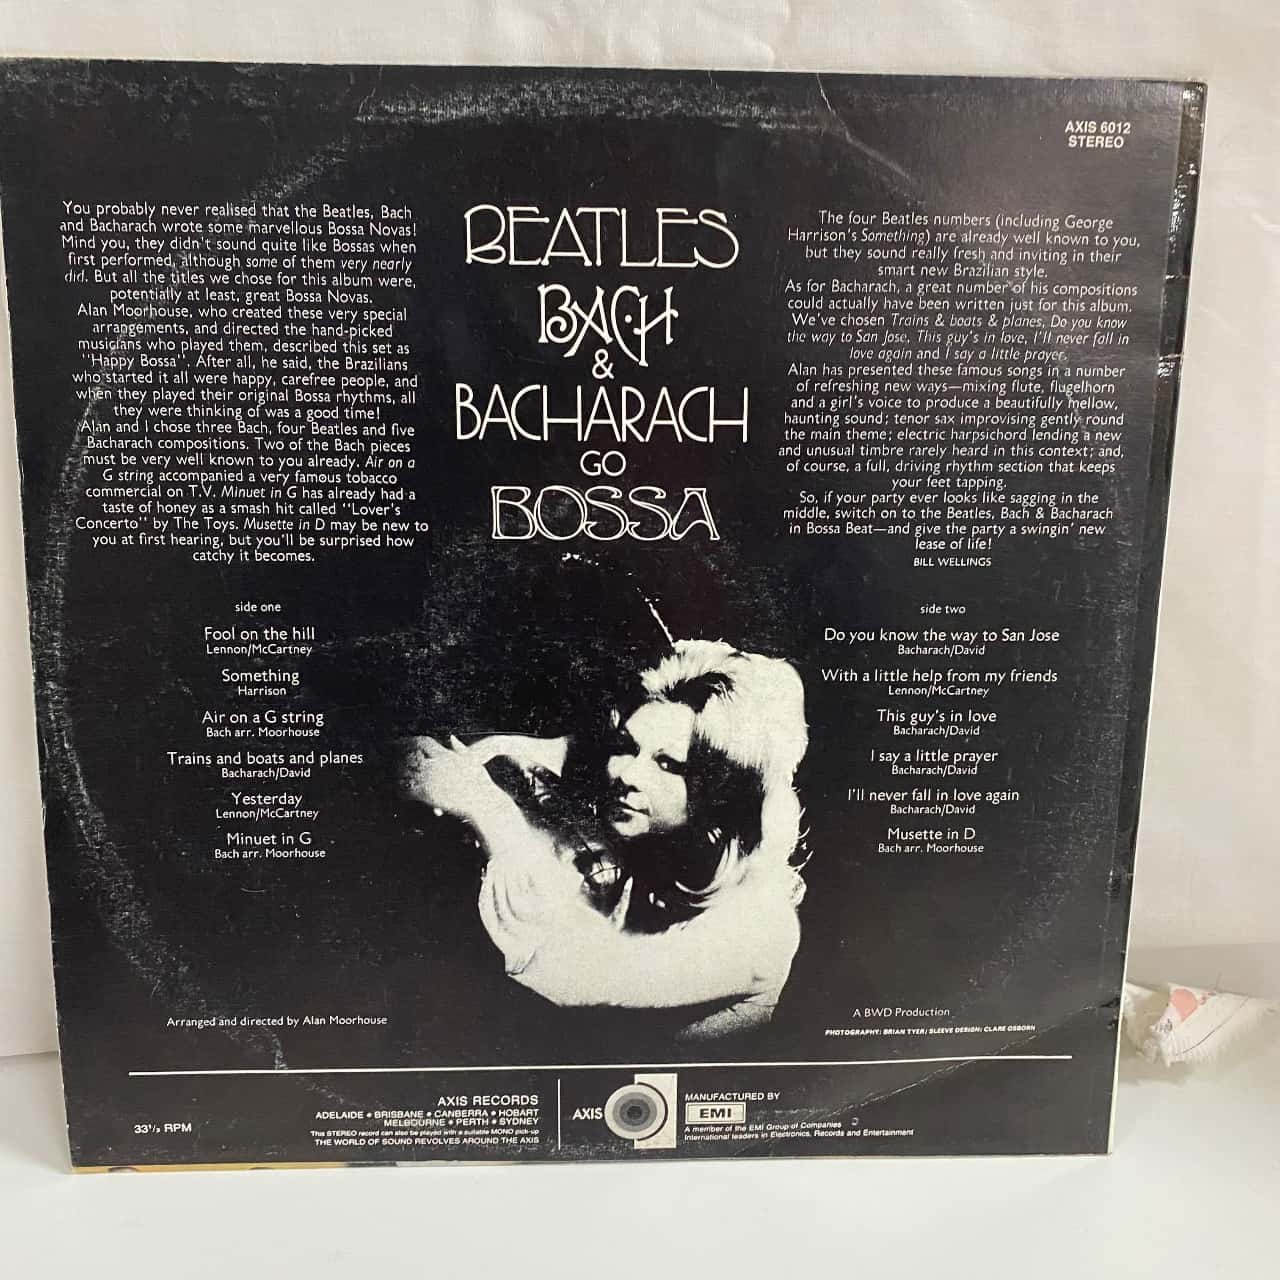 AXIS 6012
STEREO
You probably never realised that the Beatles, Bach
and Bacharach wrote some marvellous Bossa Novas!
Mind you, they didn't sound quite like Bossas when
first performed, although some of them very nearly
did. But all the titles we chose for this album were,
potentially at least, great Bossa Novas.
Alan Moorhouse, who created these very special
arrangements, and directed the hand-picked
musicians who played them, described this set as
"Happy Bossa". After all, he said, the Brazilians
who started it all were happy, carefree people, and
when they played their original Bossa rhythms, all
they were thinking of was a good time!
Alan and I chose three Bach, four Beatles and five
Bacharach compositions. Two of the Bach pieces
must be very well known to you already. Air on a
G string accompanied a very famous tobacco
commercial on T.V. Minuet in G has already had a
taste of honey as a smash hit called "Lover's
Concerto" by The Toys. Musette in D may be new to
you at first hearing, but you'll be surprised how
catchy it becomes.
BEATLES
BACH
&
BACHARACH
GO
BOSSA
The four Beatles numbers (including George
Harrison's Something) are already well known to you,
but they sound really fresh and inviting in their
smart new Brazilian style.
As for Bacharach, a great number of his compositions
could actually have been written just for this album.
We've chosen Trains & boats & planes, Do you know
the way to San Jose, This guy's in love, I'll never fall in
love again and I say a little prayer.
Alan has presented these famous songs in a number
of refreshing new ways—mixing flute, flugelhorn
and a girl's voice to produce a beautifully mellow,
haunting sound; tenor sax improvising gently round
the main theme; electric harpsichord lending a new
and unusual timbre rarely heard in this context; and,
of course, a full, driving rhythm section that keeps
your feet tapping.
So, if your party ever looks like sagging in the
middle, switch on to the Beatles, Bach & Bacharach
in Bossa Beat—and give the party a swingin' new
lease of life!
BILL WELLINGS
side one
Fool on the hill
Lennon/McCartney
Something
Harrison
Air on a G string
Bach arr. Moorhouse
Trains and boats and planes
Bacharach/David
Yesterday
Lennon/McCartney
Minuet in G
Bach arr. Moorhouse
side two
Do you know the way to San Jose
Bacharach/David
With a little help from my friends
Lennon/McCartney
This guy's in love
Bacharach/David
I say a little prayer
Bacharach/David
I'll never fall in love again
Bacharach/David
Musette in D
Bach arr. Moorhouse
Arranged and directed by Alan Moorhouse
A BWD Production
PHOTOGRAPHY: BRIAN TYER; SLEEVE DESIGN: CLARE OSBORN
33⅓ RPM
AXIS RECORDS
ADELAIDE • BRISBANE • CANBERRA • HOBART
MELBOURNE • PERTH • SYDNEY
This STEREO record can also be played with a suitable MONO pick-up
THE WORLD OF SOUND REVOLVES AROUND THE AXIS
AXIS
MANUFACTURED BY
EMI
A member of the EMI Group of Companies
International leaders in Electronics, Records and Entertainment